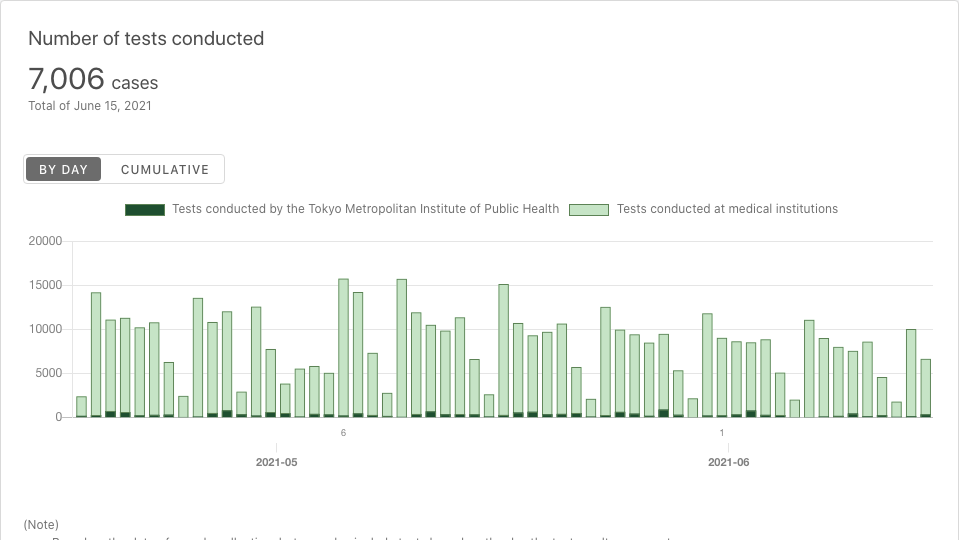 Number of tests conducted
7,006 cases
Total of June 15, 2021
BY DAY CUMULATIVE
Tests conducted by the Tokyo Metropolitan Institute of Public Health Tests conducted at medical institutions
20000
15000
10000
5000
0
6 1
2021-05 2021-06
(Note)